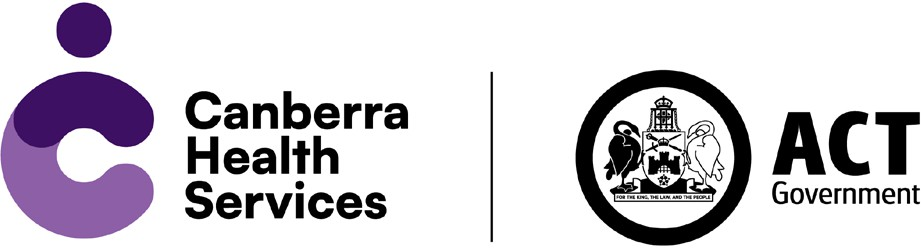 Canberra
Health
Services
FOR THE KING, THE LAW, AND THE PEOPLE
ACT
Government